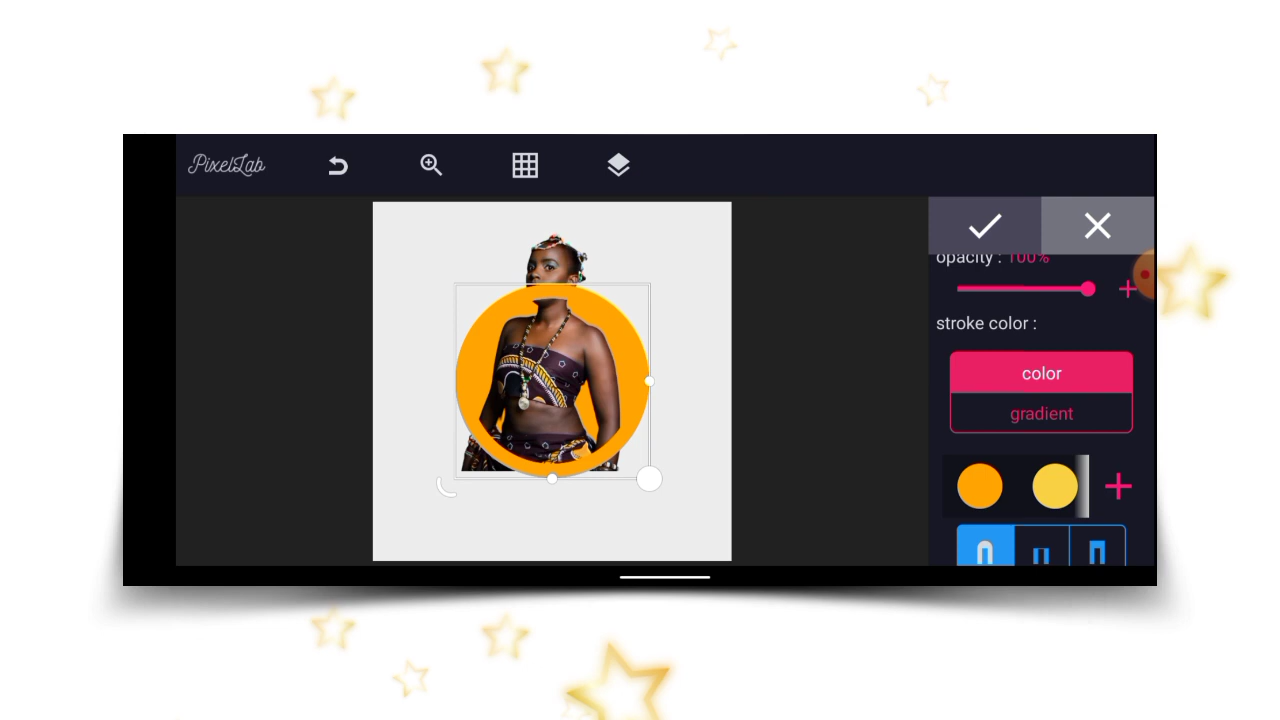 PixelLab
opacity : 100%
stroke color :
color
gradient